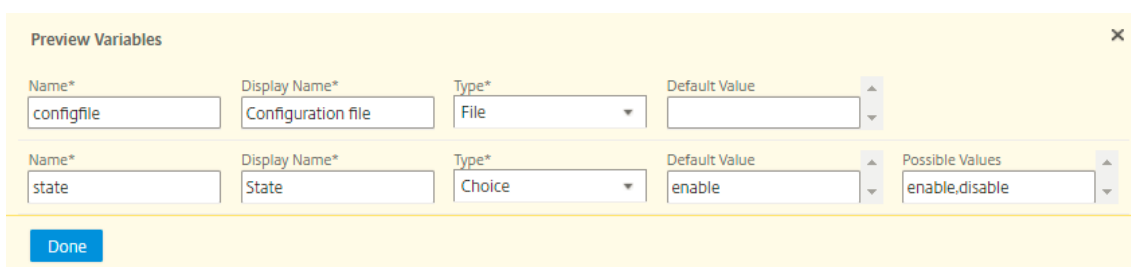 Preview Variables
Name* Display Name* Type* Default Value
configfile Configuration file File
Name* Display Name* Type* Default Value Possible Values
state State Choice enable enable,disable
Done